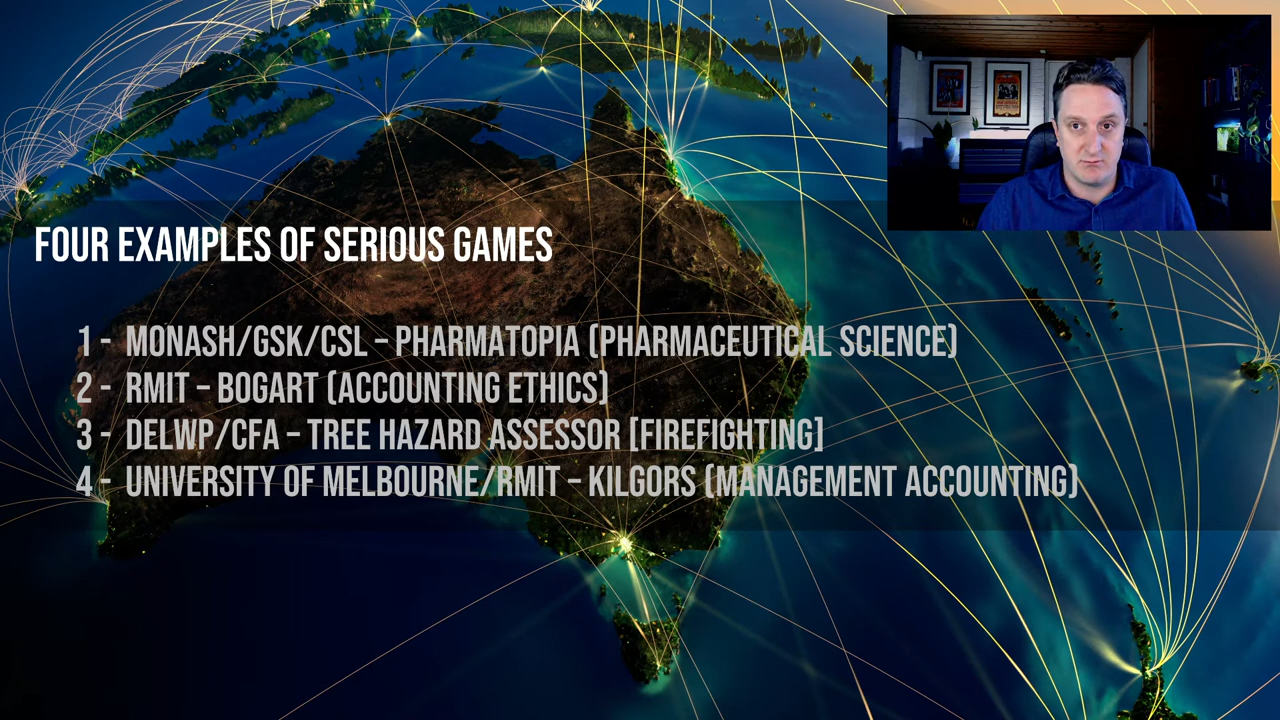 FOUR EXAMPLES OF SERIOUS GAMES
1 - MONASH/GSK/CSL – PHARMATOPIA (PHARMACEUTICAL SCIENCE)
2 - RMIT – BOGART (ACCOUNTING ETHICS)
3 - DELWP/CFA – TREE HAZARD ASSESSOR [FIREFIGHTING]
4 - UNIVERSITY OF MELBOURNE/RMIT – KILGORS (MANAGEMENT ACCOUNTING)